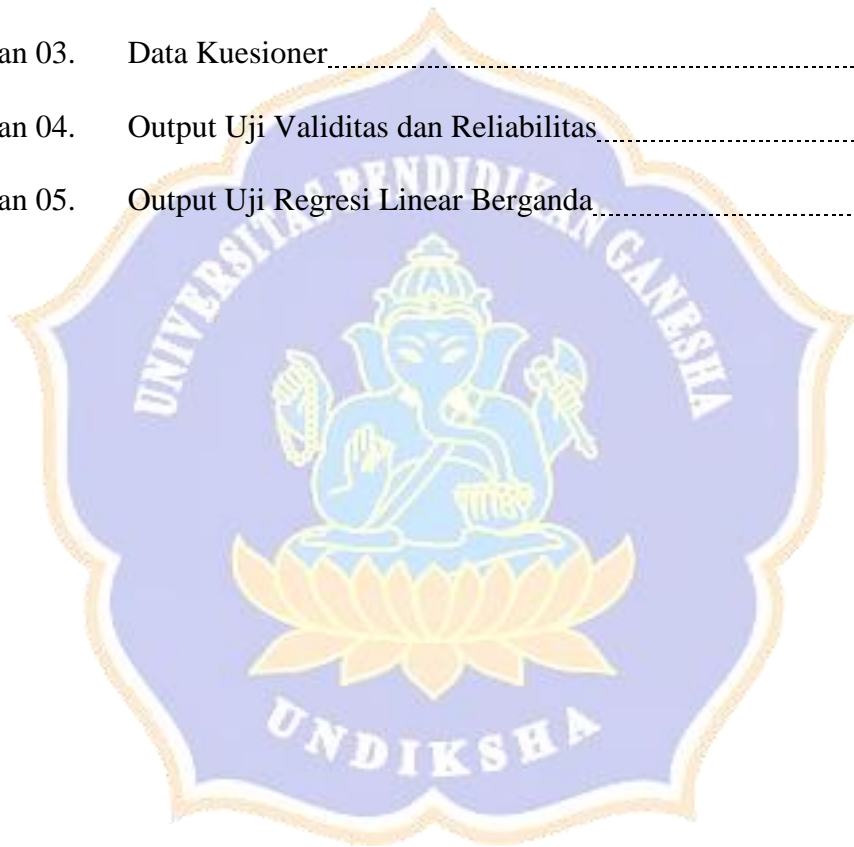 an 03. Data Kuesioner
an 04. Output Uji Validitas dan Reliabilitas
an 05. Output Uji Regresi Linear Berganda
UNIVERSITAS PENDIDIKAN GANESHA
UNDIKSHA